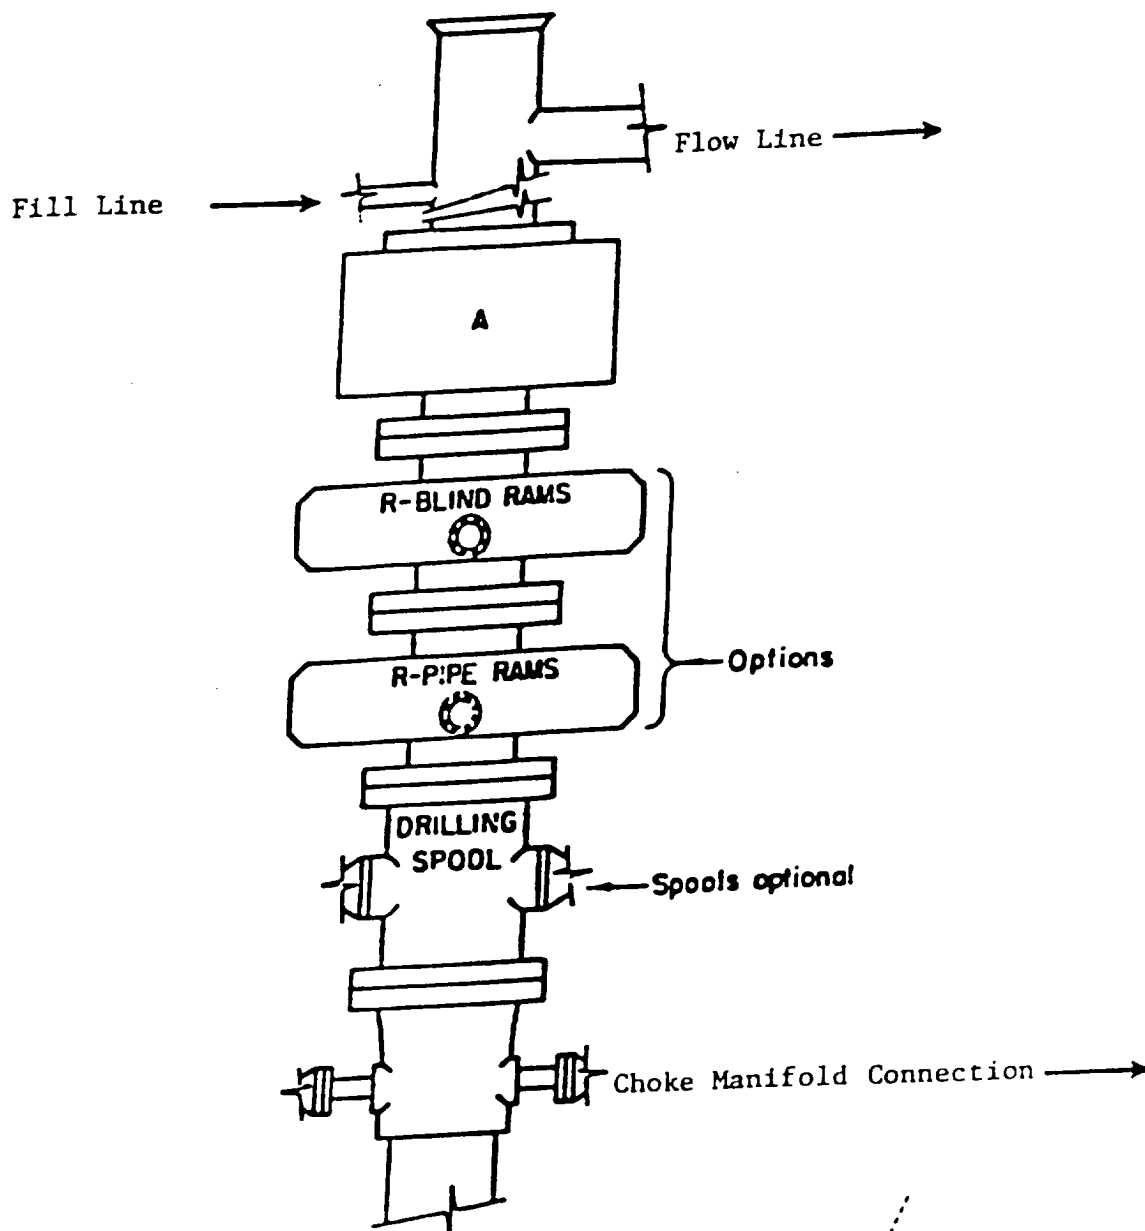 Flow Line
Fill Line
A
R-BLIND RAMS
R-PIPE RAMS
Options
DRILLING
SPOOL
Spools optional
Choke Manifold Connection